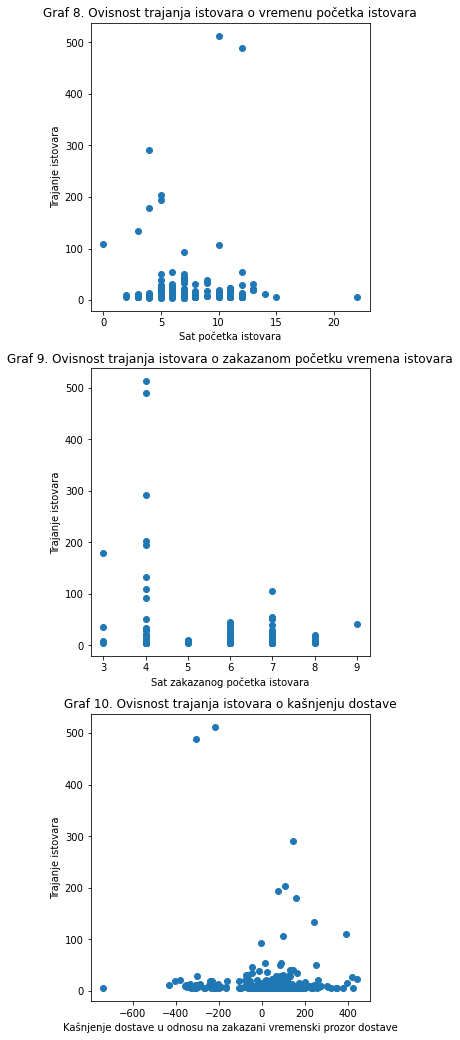 Graf 8. Ovisnost trajanja istovara o vremenu početka istovara
500
400
300
200
100
0
Trajanje istovara
0 5 10 15 20
Sat početka istovara
Graf 9. Ovisnost trajanja istovara o zakazanom početku vremena istovara
500
400
300
200
100
0
Trajanje istovara
3 4 5 6 7 8 9
Sat zakazanog početka istovara
Graf 10. Ovisnost trajanja istovara o kašnjenju dostave
500
400
300
200
100
0
Trajanje istovara
−600 −400 −200 0 200 400
Kašnjenje dostave u odnosu na zakazani vremenski prozor dostave